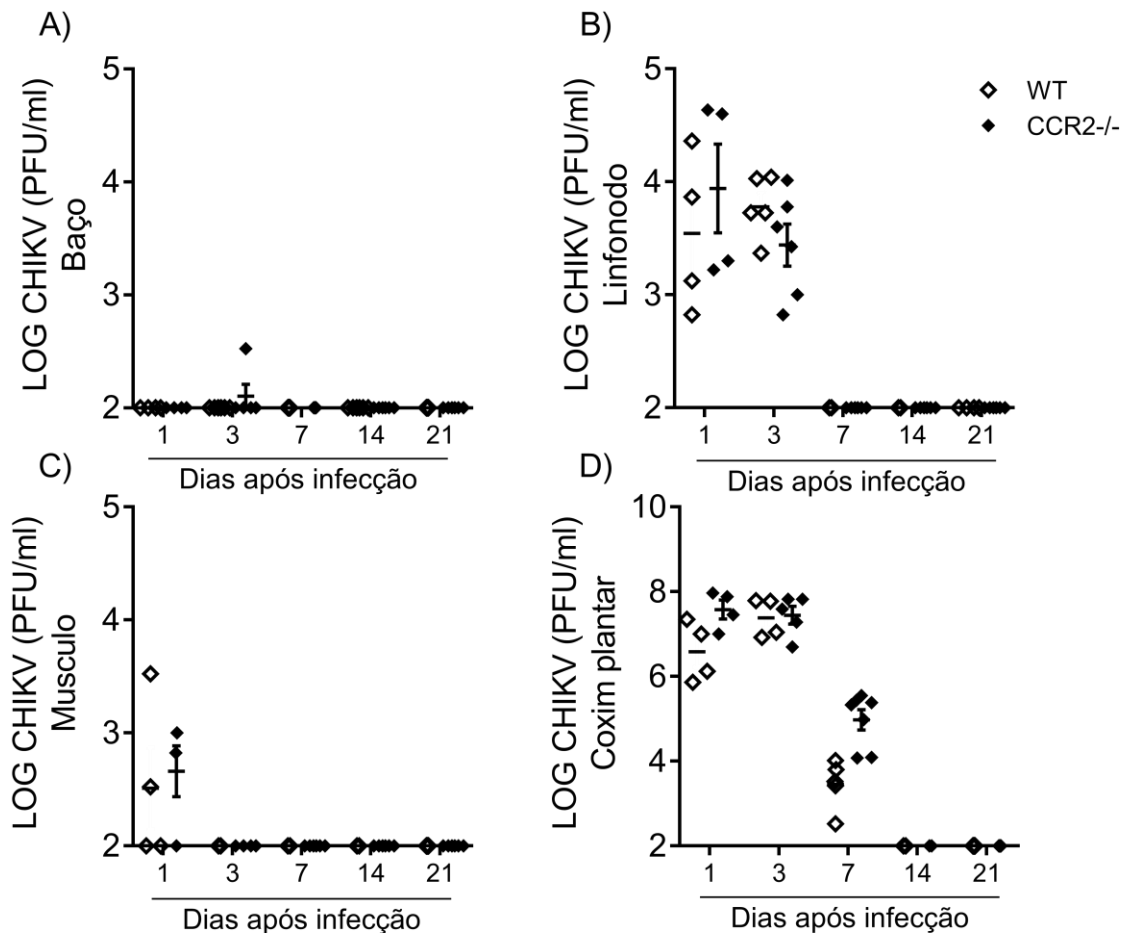 A)
LOG CHIKV (PFU/ml)
Baço
5
4
3
2
1 3 7 14 21
Dias após infecção
B)
LOG CHIKV (PFU/ml)
Linfonodo
5
4
3
2
1 3 7 14 21
Dias após infecção
WT
CCR2-/-
C)
LOG CHIKV (PFU/ml)
Musculo
5
4
3
2
1 3 7 14 21
Dias após infecção
D)
LOG CHIKV (PFU/ml)
Coxim plantar
10
8
6
4
2
1 3 7 14 21
Dias após infecção